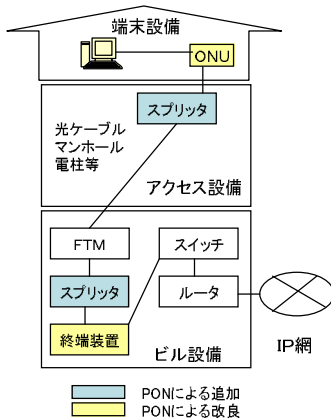 端末設備
ONU
スプリッタ
光ケーブル
マンホール
電柱等
アクセス設備
FTM
スイッチ
スプリッタ
ルータ
終端装置
IP網
ビル設備
PONによる追加
PONによる改良